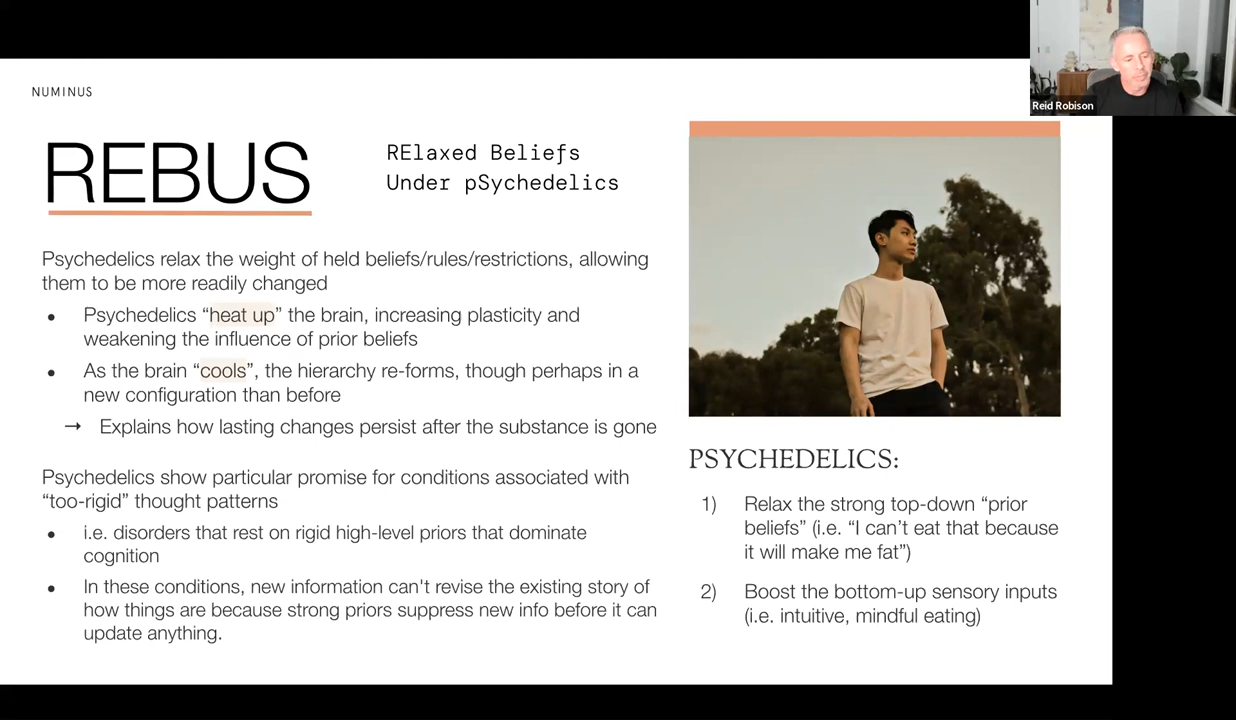 Reid Robison
NUMINUS
REBUS
RElaxed Beliefs
Under pSychedelics
Psychedelics relax the weight of held beliefs/rules/restrictions, allowing
them to be more readily changed
• Psychedelics “heat up” the brain, increasing plasticity and
weakening the influence of prior beliefs
• As the brain “cools”, the hierarchy re-forms, though perhaps in a
new configuration than before
→ Explains how lasting changes persist after the substance is gone
Psychedelics show particular promise for conditions associated with
“too-rigid” thought patterns
• i.e. disorders that rest on rigid high-level priors that dominate
cognition
• In these conditions, new information can't revise the existing story of
how things are because strong priors suppress new info before it can
update anything.
PSYCHEDELICS:
1) Relax the strong top-down “prior
beliefs” (i.e. “I can’t eat that because
it will make me fat”)
2) Boost the bottom-up sensory inputs
(i.e. intuitive, mindful eating)